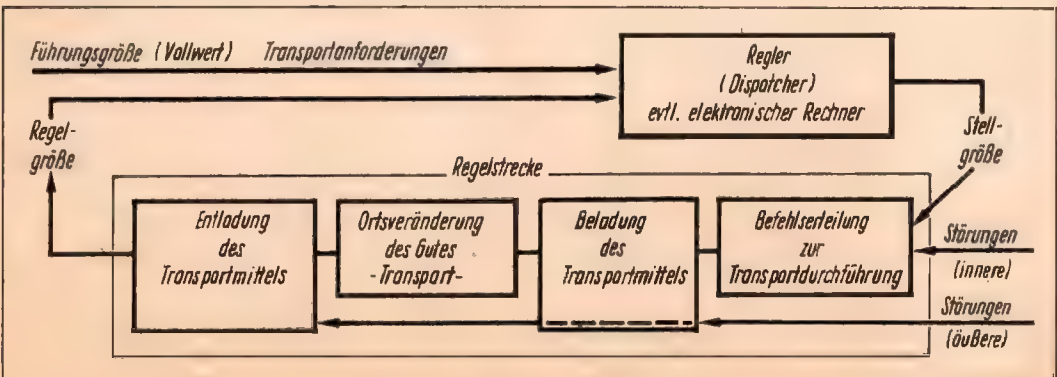 Führungsgröße (Vollwert) Transportanforderungen
Regler
(Dispatcher)
evtl. elektronischer Rechner
Regel-
größe
Stell-
größe
Regelstrecke
Entladung
des
Transportmittels
Ortsveränderung
des Gutes
-Transport-
Beladung
des
Transportmittels
Befehlserteilung
zur
Transportdurchführung
Störungen
(innere)
Störungen
(äußere)